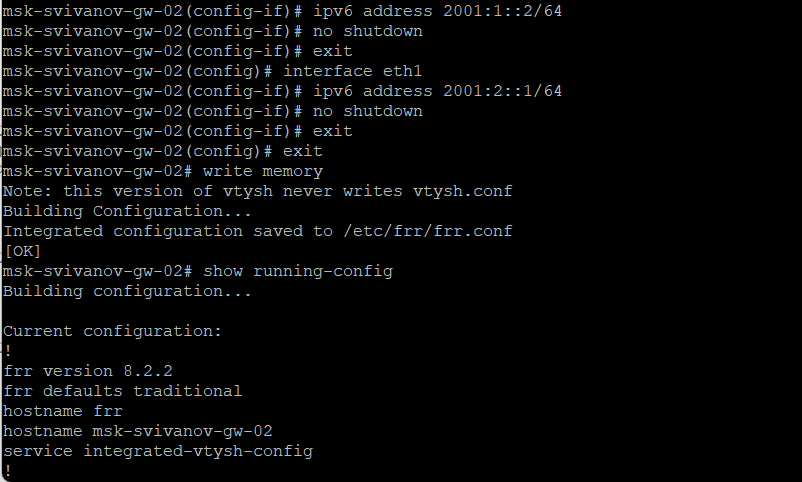 msk-svivanov-gw-02(config-if)# ipv6 address 2001:1::2/64
msk-svivanov-gw-02(config-if)# no shutdown
msk-svivanov-gw-02(config-if)# exit
msk-svivanov-gw-02(config)# interface eth1
msk-svivanov-gw-02(config-if)# ipv6 address 2001:2::1/64
msk-svivanov-gw-02(config-if)# no shutdown
msk-svivanov-gw-02(config-if)# exit
msk-svivanov-gw-02(config)# exit
msk-svivanov-gw-02# write memory
Note: this version of vtysh never writes vtysh.conf
Building Configuration...
Integrated configuration saved to /etc/frr/frr.conf
[OK]
msk-svivanov-gw-02# show running-config
Building configuration...

Current configuration:
!
frr version 8.2.2
frr defaults traditional
hostname frr
hostname msk-svivanov-gw-02
service integrated-vtysh-config
!